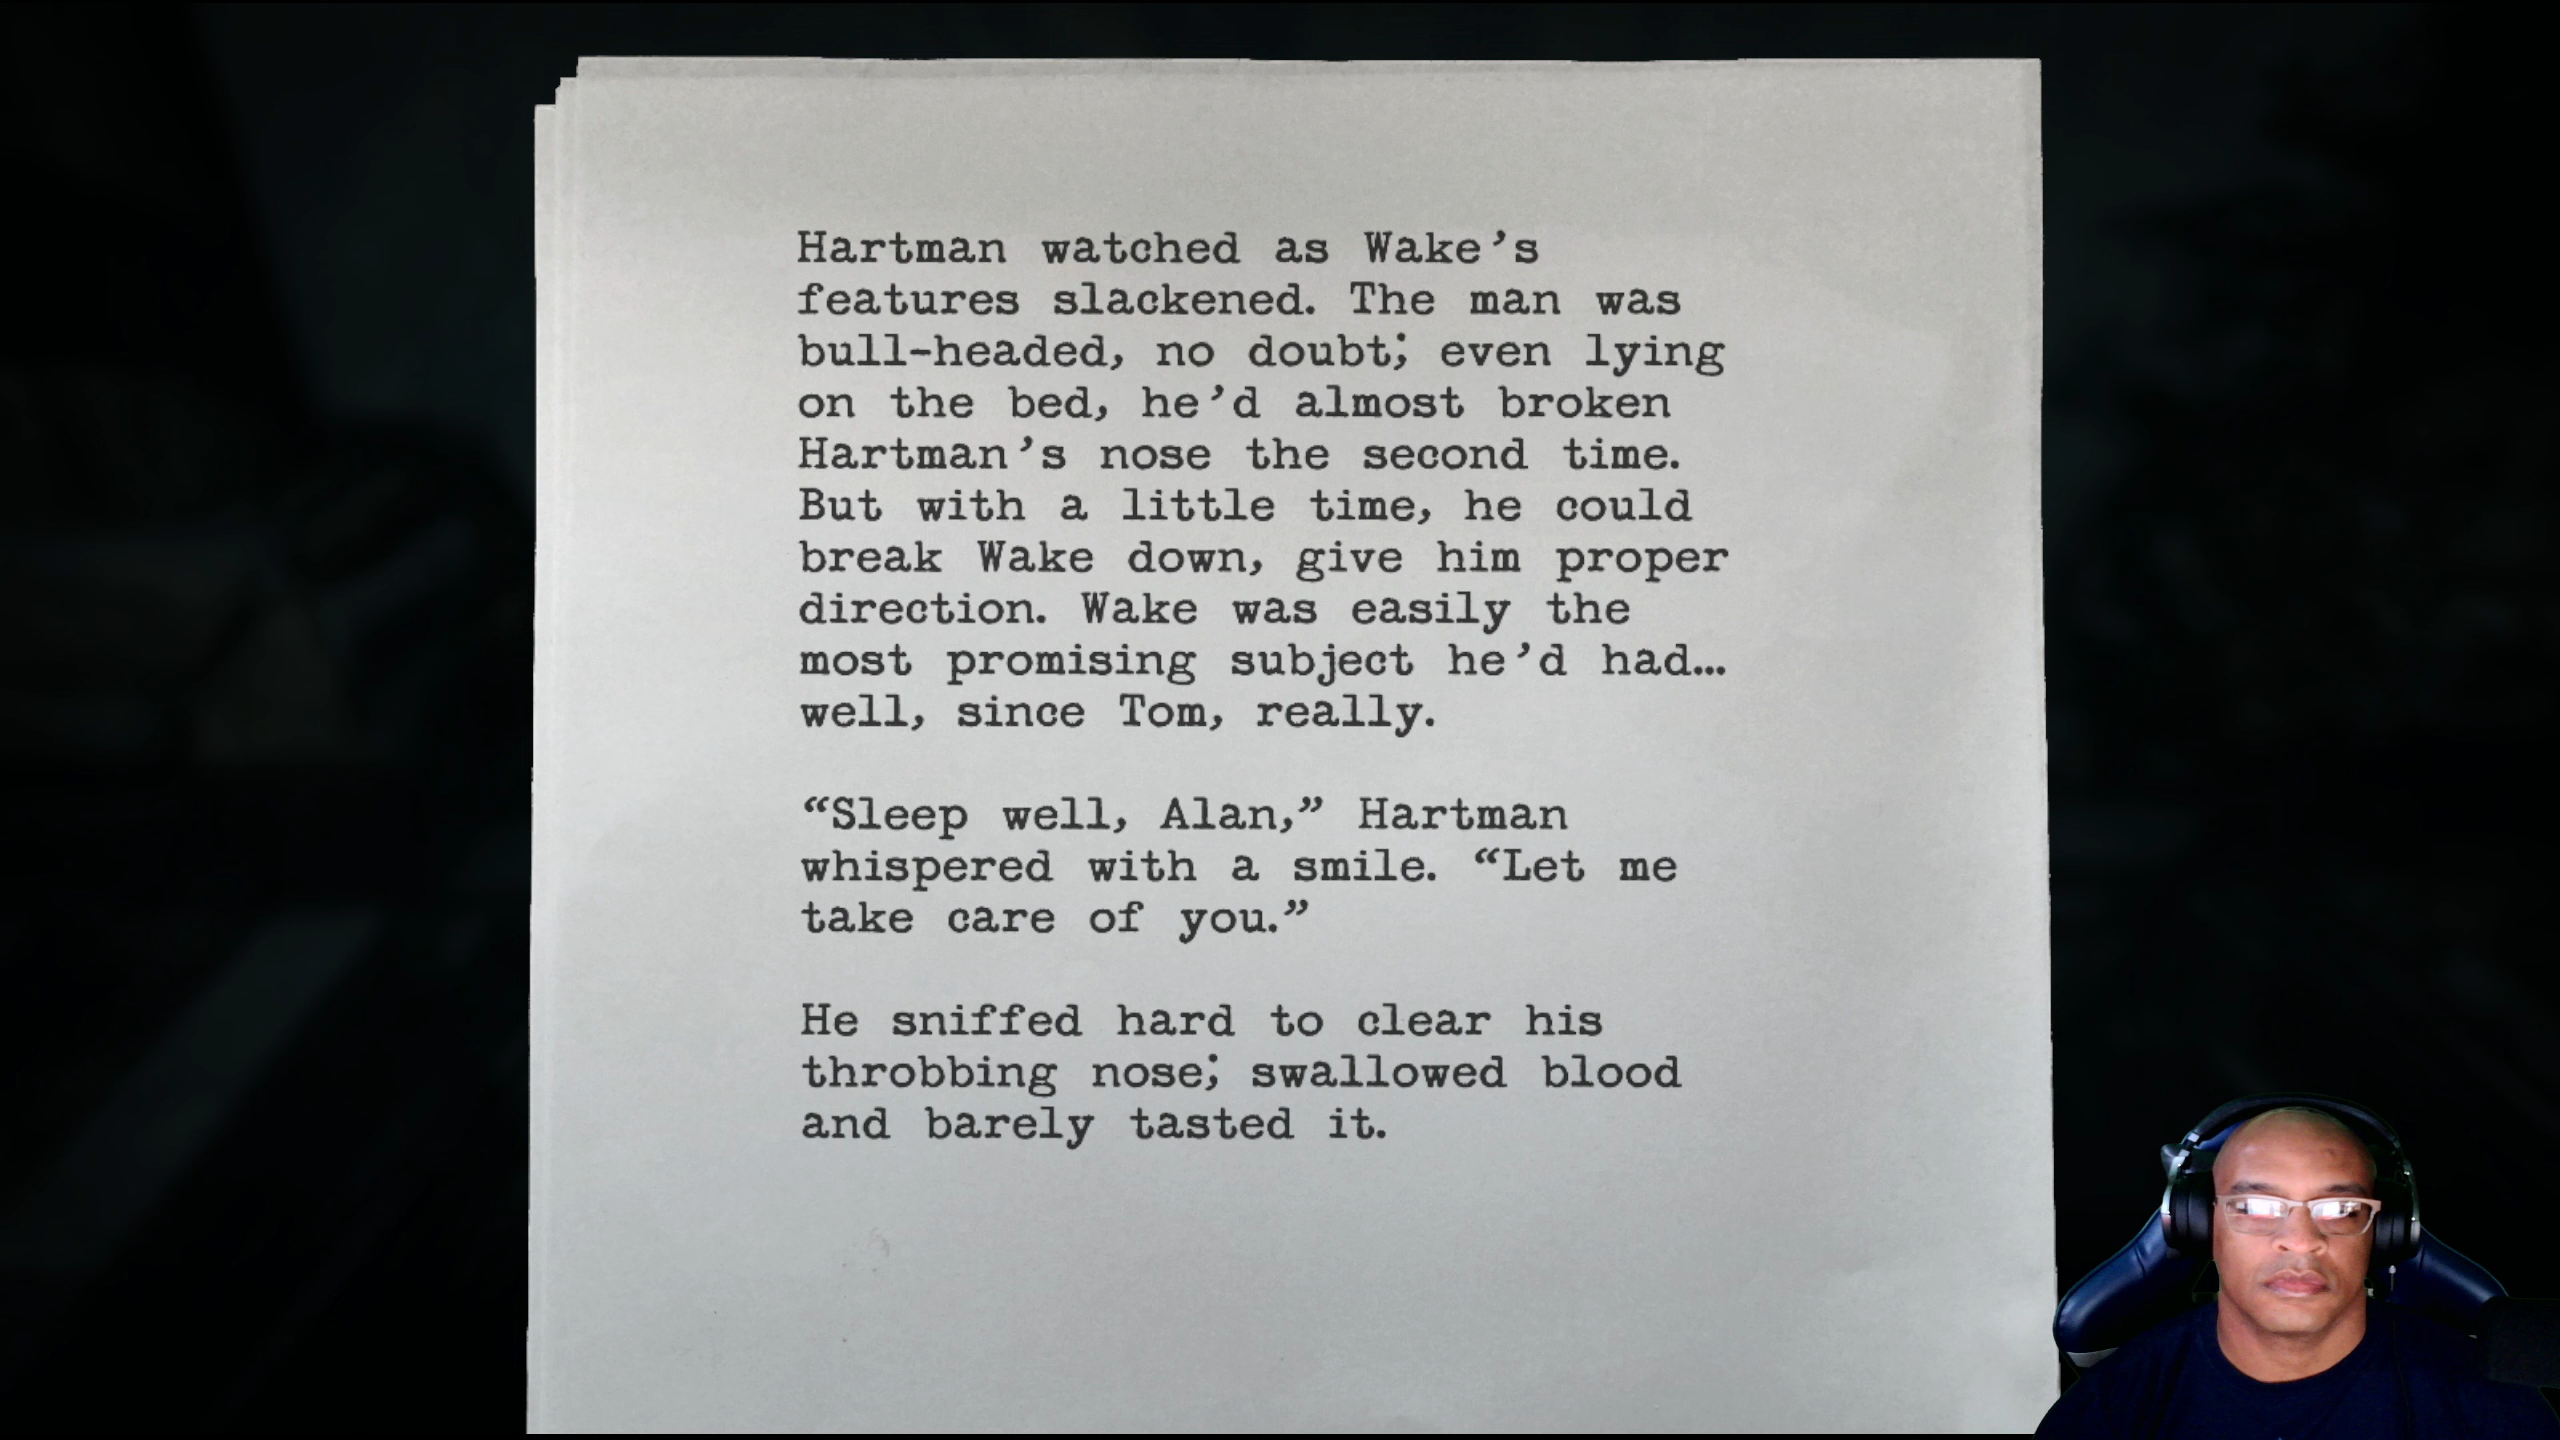 Hartman watched as Wake’s
features slackened. The man was
bull-headed, no doubt; even lying
on the bed, he’d almost broken
Hartman’s nose the second time.
But with a little time, he could
break Wake down, give him proper
direction. Wake was easily the
most promising subject he’d had…
well, since Tom, really.
“Sleep well, Alan,” Hartman
whispered with a smile. “Let me
take care of you.”
He sniffed hard to clear his
throbbing nose; swallowed blood
and barely tasted it.